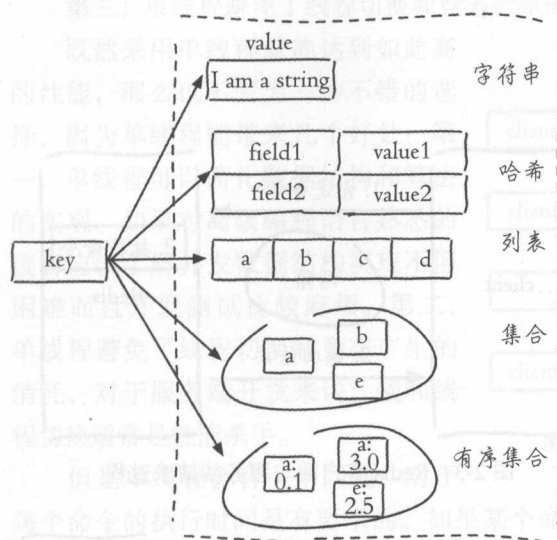 value
I am a string
字符串
field1 value1
哈希
field2 value2
列表
key
a b d
集合
b
a
e
有序集合
a:
3.0
a:
0.1
e:
2.5